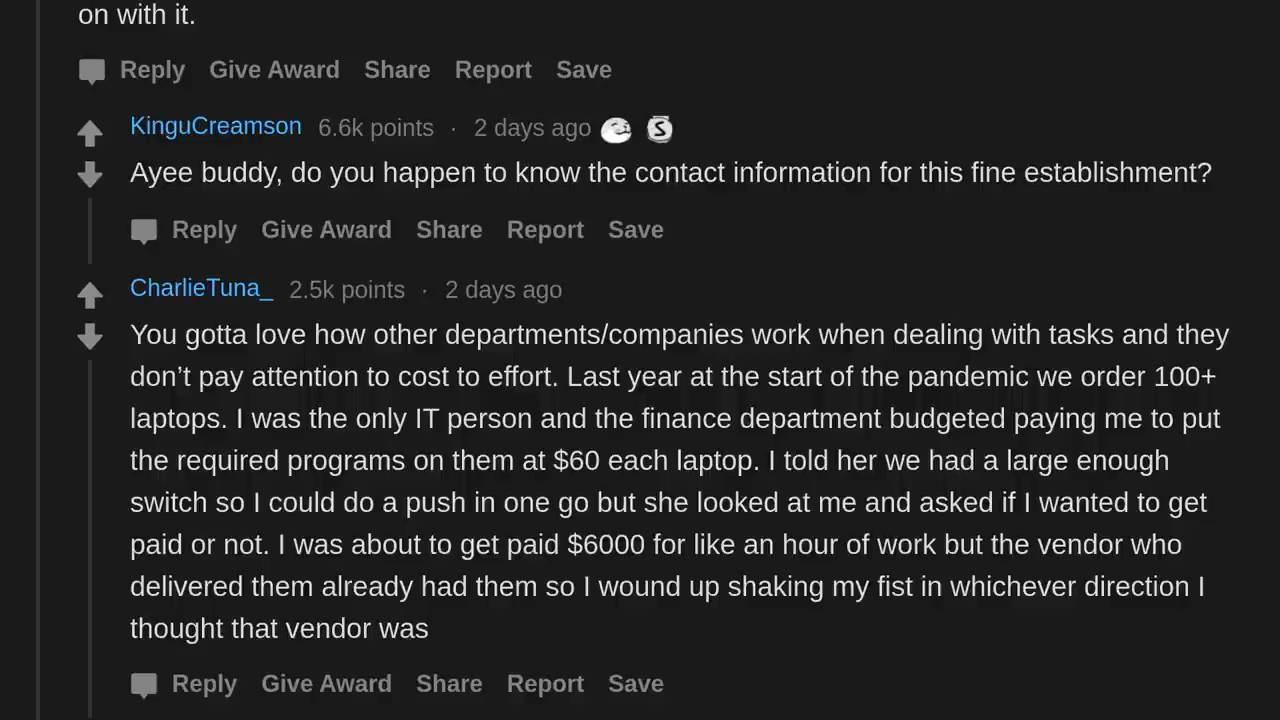 on with it.
Reply Give Award Share Report Save
KinguCreamson 6.6k points · 2 days ago S
Ayee buddy, do you happen to know the contact information for this fine establishment?
Reply Give Award Share Report Save
CharlieTuna_ 2.5k points · 2 days ago
You gotta love how other departments/companies work when dealing with tasks and they
don’t pay attention to cost to effort. Last year at the start of the pandemic we order 100+
laptops. I was the only IT person and the finance department budgeted paying me to put
the required programs on them at $60 each laptop. I told her we had a large enough
switch so I could do a push in one go but she looked at me and asked if I wanted to get
paid or not. I was about to get paid $6000 for like an hour of work but the vendor who
delivered them already had them so I wound up shaking my fist in whichever direction I
thought that vendor was
Reply Give Award Share Report Save